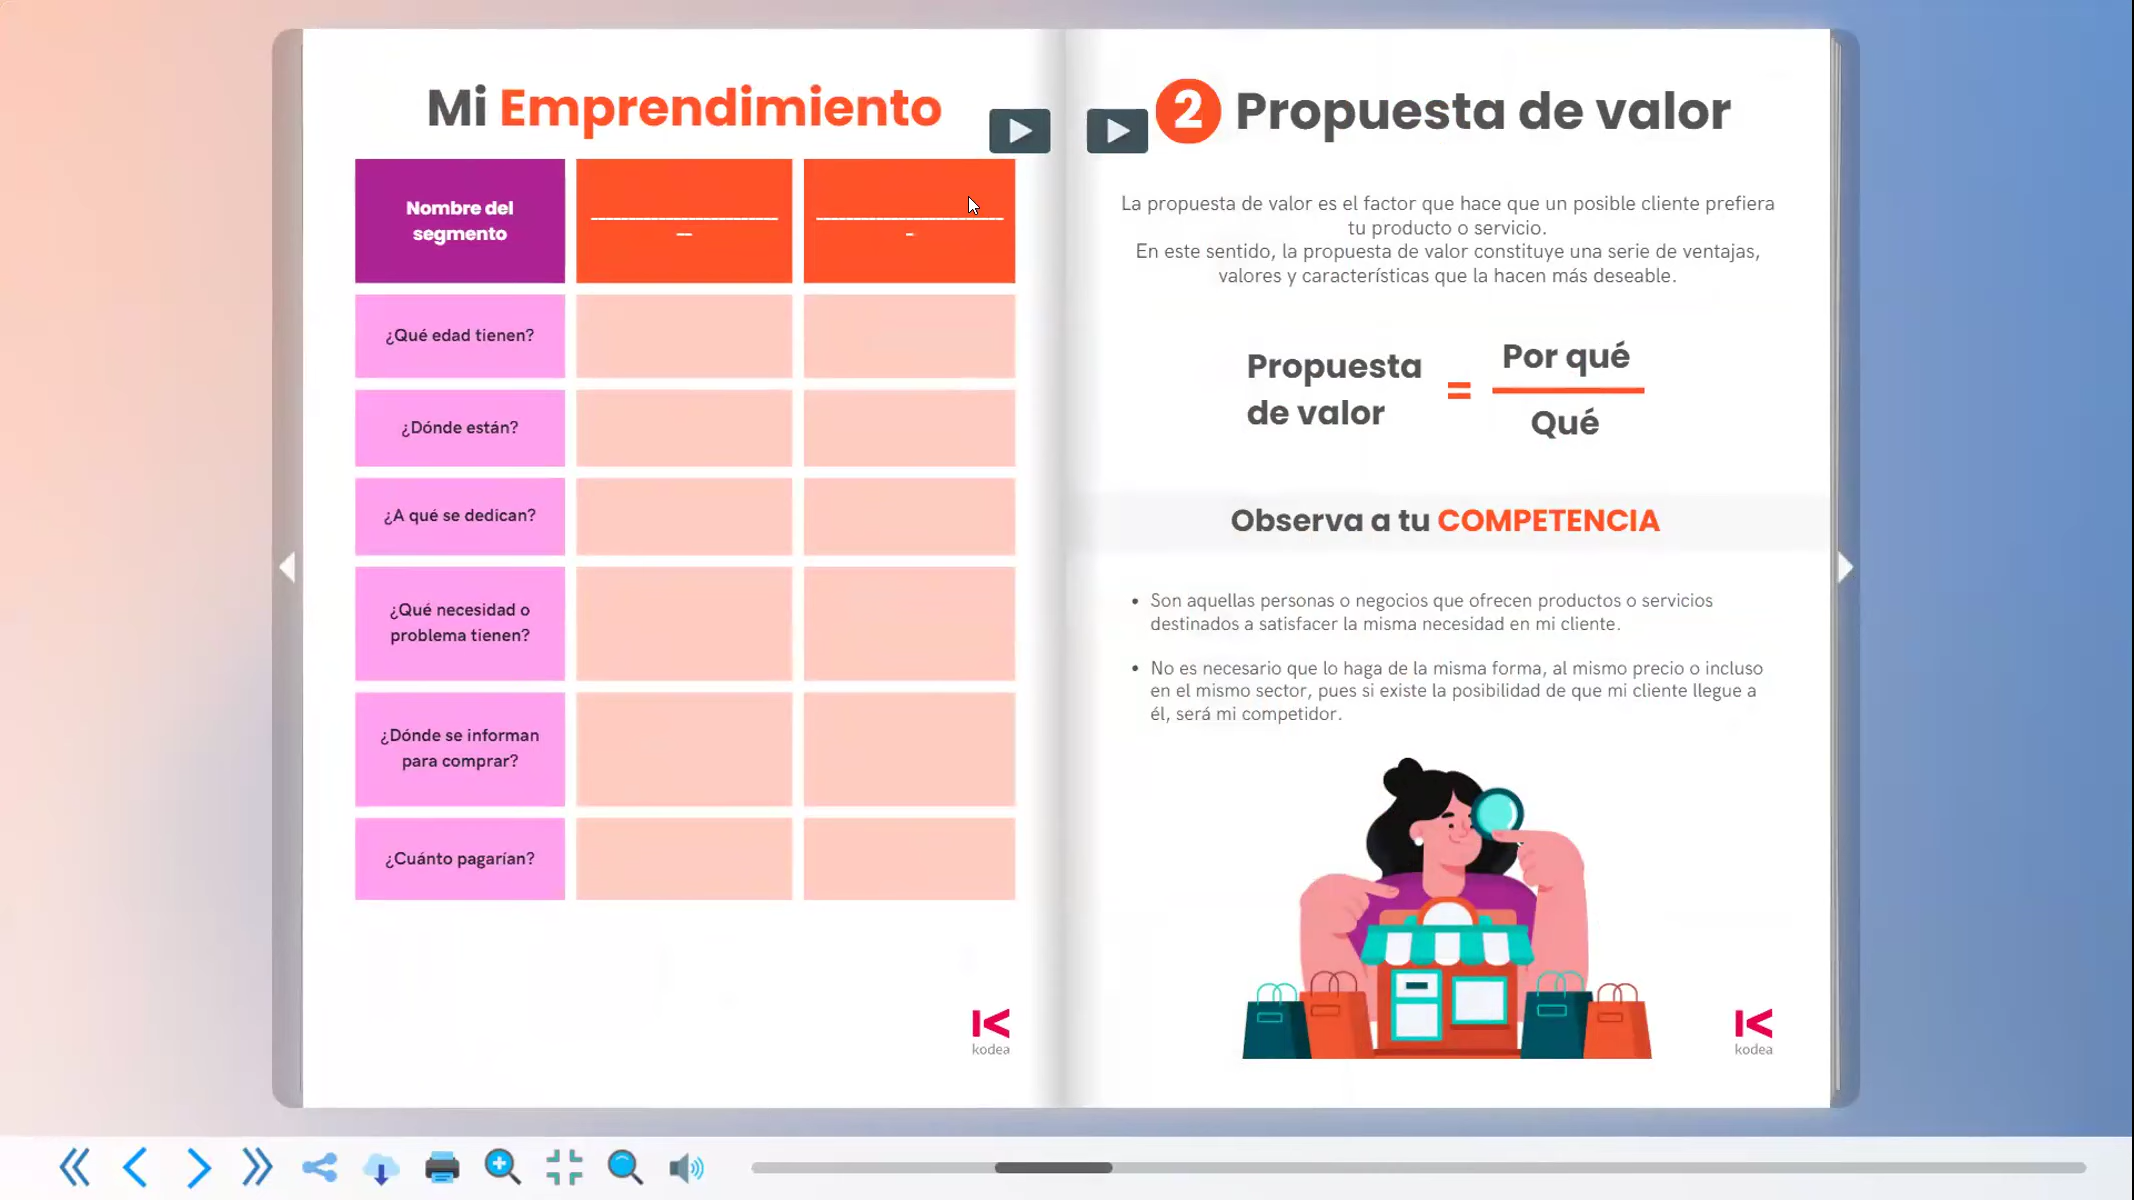 Mi Emprendimiento
Nombre del
segmento
¿Qué edad tienen?
¿Dónde están?
¿A qué se dedican?
¿Qué necesidad o
problema tienen?
¿Dónde se informan
para comprar?
¿Cuánto pagarían?
kodea
2 Propuesta de valor
La propuesta de valor es el factor que hace que un posible cliente prefiera
tu producto o servicio.
En este sentido, la propuesta de valor constituye una serie de ventajas,
valores y características que la hacen más deseable.
Propuesta
de valor
=
Por qué
Qué
Observa a tu COMPETENCIA
• Son aquellas personas o negocios que ofrecen productos o servicios
destinados a satisfacer la misma necesidad en mi cliente.
• No es necesario que lo haga de la misma forma, al mismo precio o incluso
en el mismo sector, pues si existe la posibilidad de que mi cliente llegue a
él, será mi competidor.
kodea